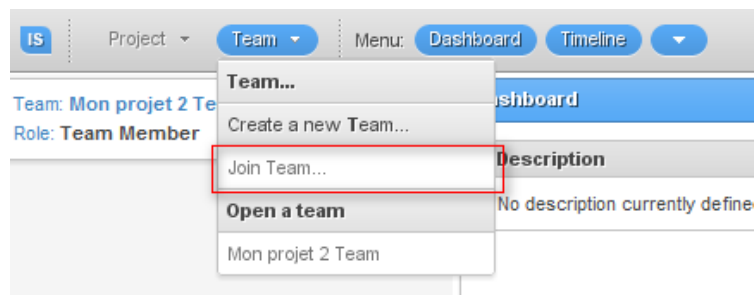 IS Project Team Menu: Dashboard Timeline
Team...
Team: Mon projet 2 Te
shboard
Create a new Team...
Role: Team Member
Join Team...
Description
Open a team
No description currently define
Mon projet 2 Team